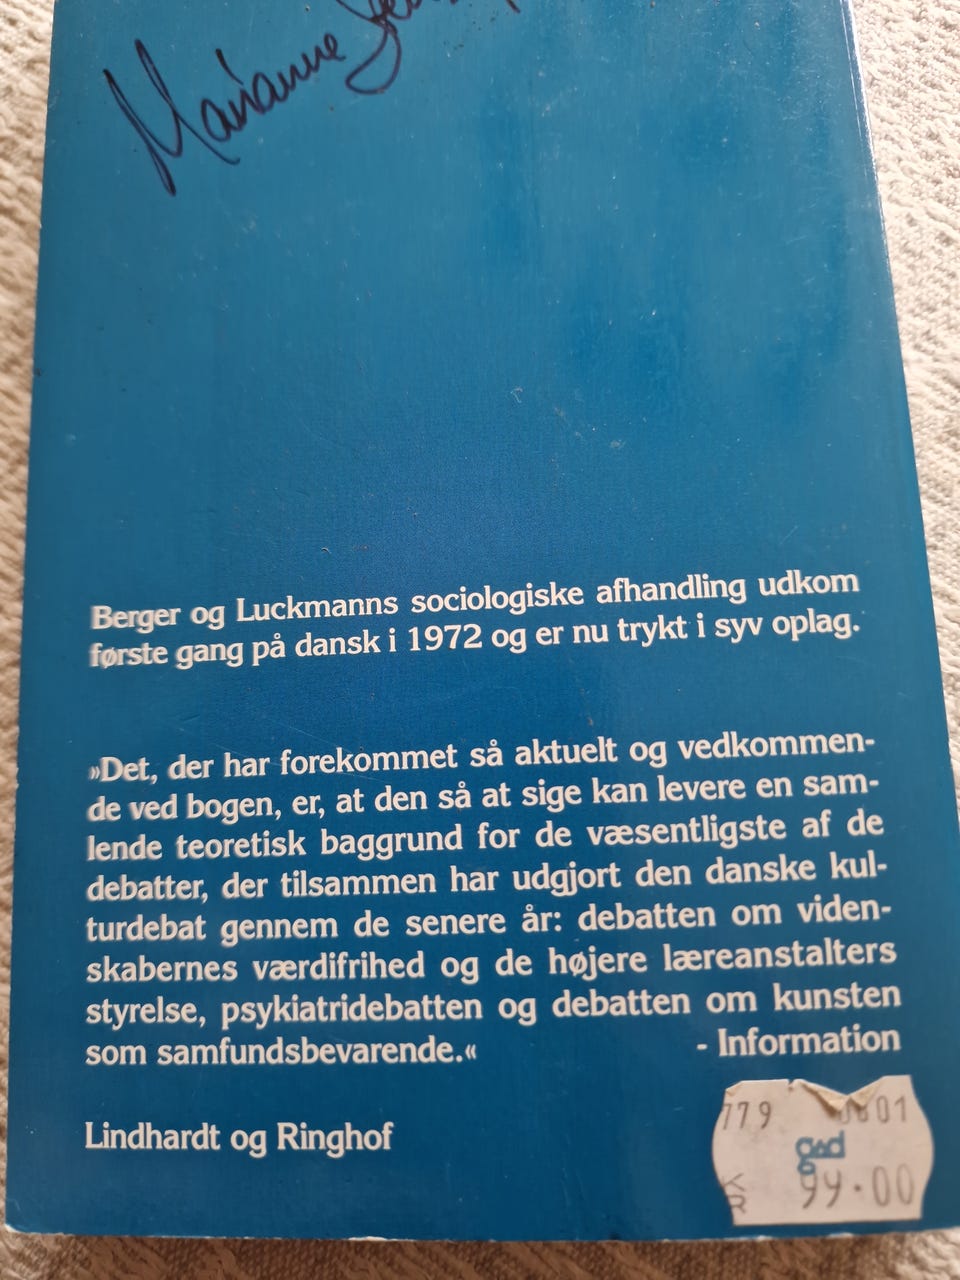 Marianne
Berger og Luckmanns sociologiske afhandling udkom
første gang på dansk i 1972 og er nu trykt i syv oplag.
»Det, der har forekommet så aktuelt og vedkommen-
de ved bogen, er, at den så at sige kan levere en sam-
lende teoretisk baggrund for de væsentligste af de
debatter, der tilsammen har udgjort den danske kul-
turdebat gennem de senere år: debatten om viden-
skabernes værdifrihed og de højere læreanstalters
styrelse, psykiatridebatten og debatten om kunsten
som samfundsbevarende.« - Information
Lindhardt og Ringhof
779
gad
KR 99.00